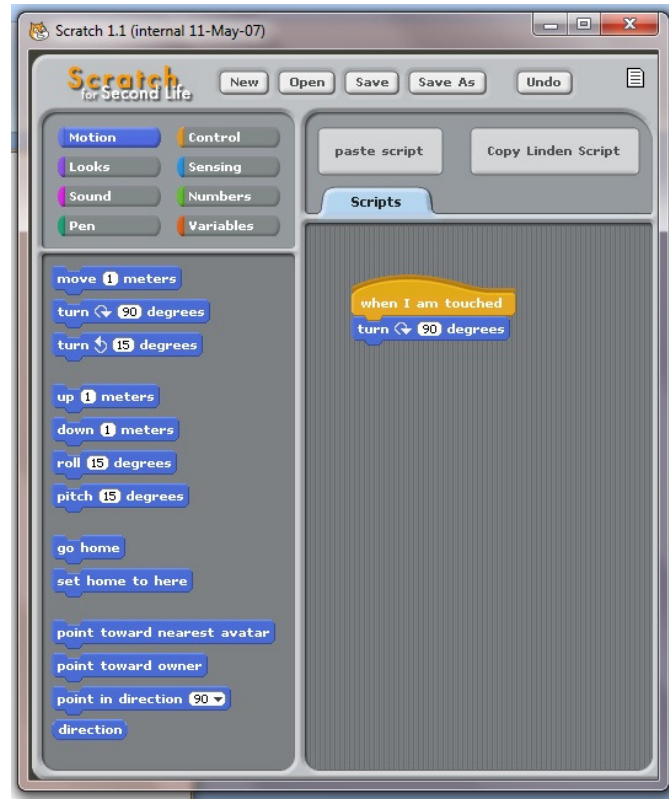 Scratch 1.1 (internal 11-May-07)
Scratch
for Second Life
New Open Save Save As Undo
Motion Control
Looks Sensing
Sound Numbers
Pen Variables
paste script Copy Linden Script
Scripts
move 1 meters
turn 90 degrees
turn 15 degrees
up 1 meters
down 1 meters
roll 15 degrees
pitch 15 degrees
go home
set home to here
point toward nearest avatar
point toward owner
point in direction 90
direction
when I am touched
turn 90 degrees